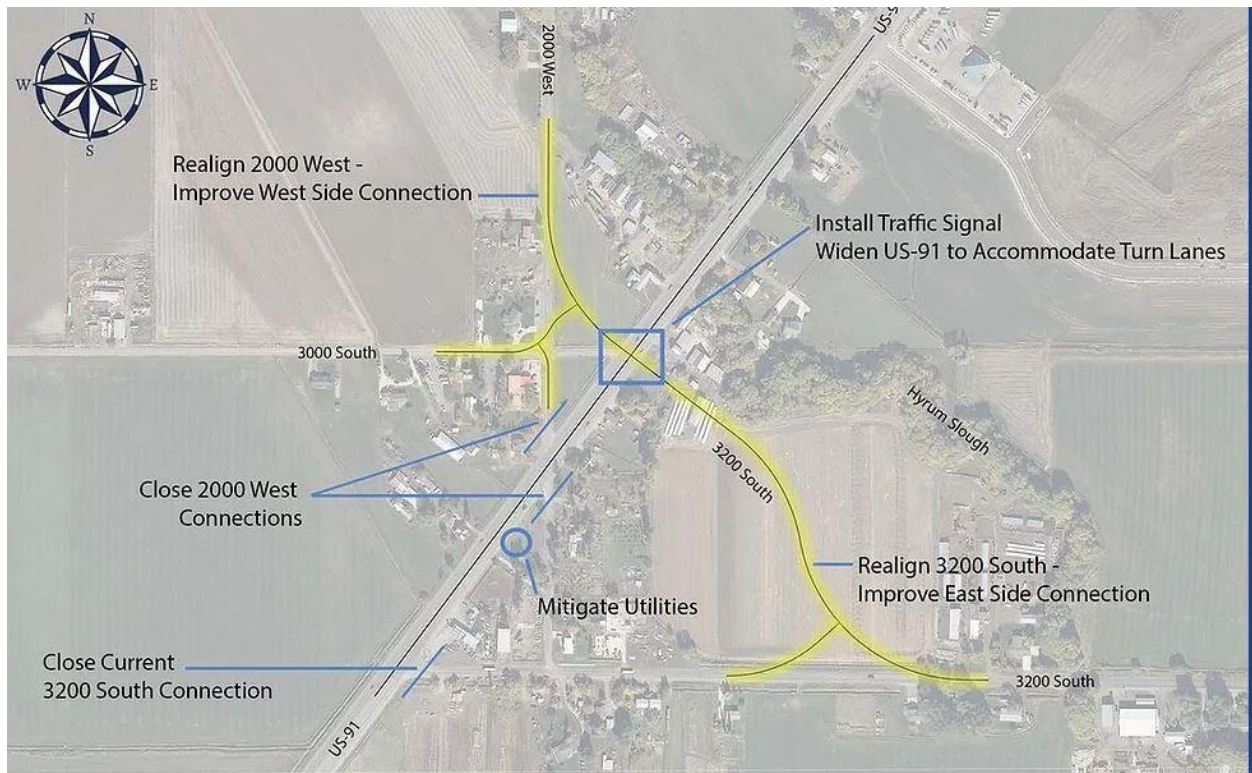 N
W
E
S
2000 West
US-9
Realign 2000 West -
Improve West Side Connection
Install Traffic Signal
Widen US-91 to Accommodate Turn Lanes
3000 South
Hyrum Slough
3200 South
Close 2000 West
Connections
Realign 3200 South -
Improve East Side Connection
Mitigate Utilities
Close Current
3200 South Connection
3200 South
US-91